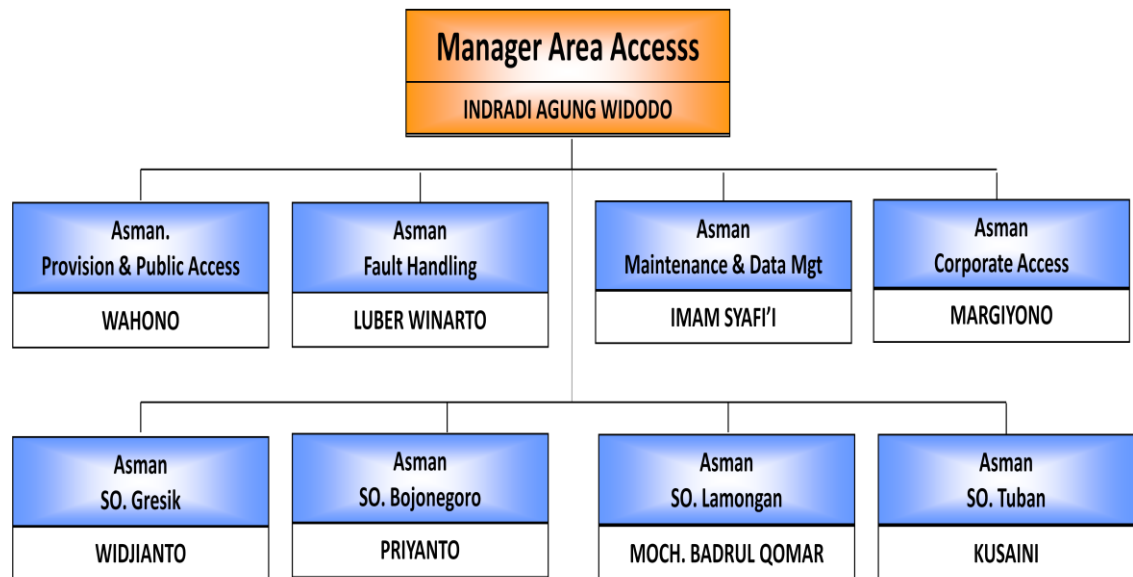 Manager Area Accesss
INDRADI AGUNG WIDODO
Asman.
Provision & Public Access
WAHONO
Asman
Fault Handling
LUBER WINARTO
Asman
Maintenance & Data Mgt
IMAM SYAFI’I
Asman
Corporate Access
MARGIYONO
Asman
SO. Gresik
WIDJIANTO
Asman
SO. Bojonegoro
PRIYANTO
Asman
SO. Lamongan
MOCH. BADRUL QOMAR
Asman
SO. Tuban
KUSAINI